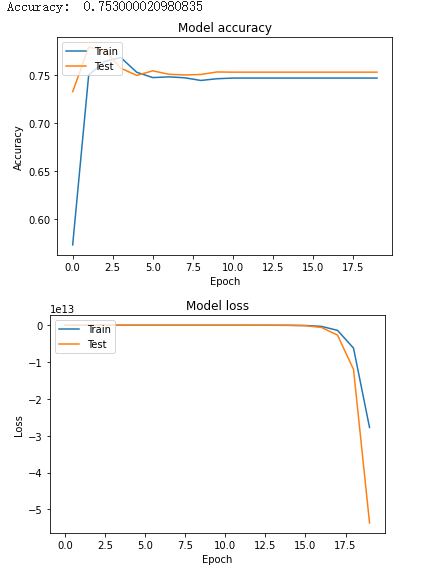 Accuracy: 0.753000020980835
Model accuracy
Train
Test
0.75
0.70
0.65
0.60
Accuracy
0.0 2.5 5.0 7.5 10.0 12.5 15.0 17.5
Epoch
Model loss
1e13
Train
Test
0
−1
−2
−3
−4
−5
Loss
0.0 2.5 5.0 7.5 10.0 12.5 15.0 17.5
Epoch